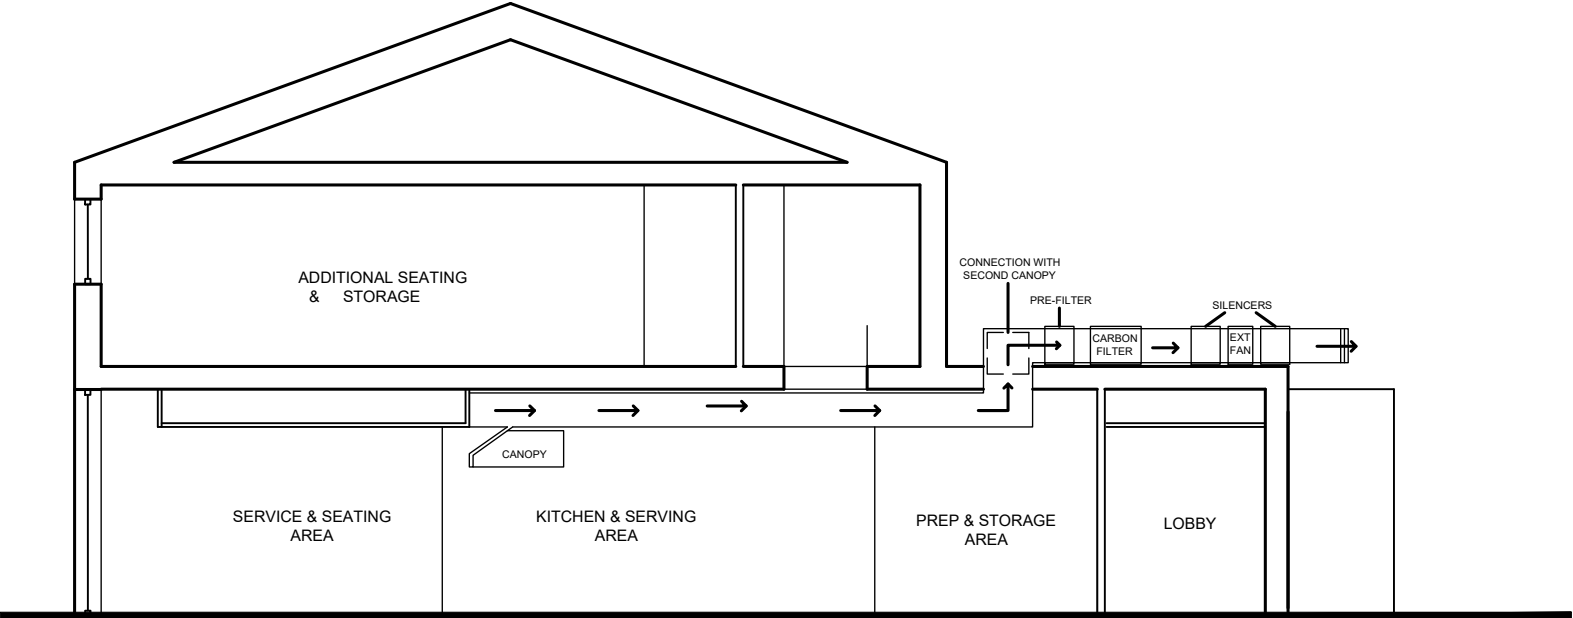 ADDITIONAL SEATING
& STORAGE
CONNECTION WITH
SECOND CANOPY
PRE-FILTER
SILENCERS
CARBON
FILTER
EXT
FAN
CANOPY
SERVICE & SEATING
AREA
KITCHEN & SERVING
AREA
PREP & STORAGE
AREA
LOBBY